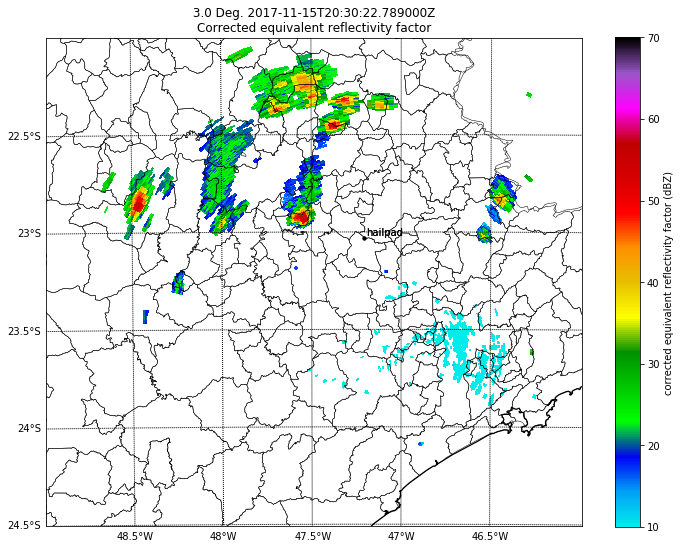 3.0 Deg. 2017-11-15T20:30:22.789000Z
Corrected equivalent reflectivity factor
70
60
50
40
30
20
10
corrected equivalent reflectivity factor (dBZ)
22.5°S
23°S
23.5°S
24°S
24.5°S
hailpad
48.5°W
48°W
47.5°W
47°W
46.5°W